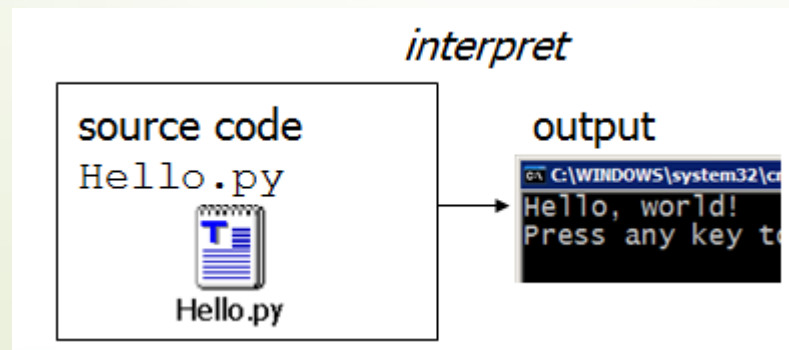 interpret
source code
Hello.py
Hello.py
output
C:\WINDOWS\system32\c
Hello, world!
Press any key t